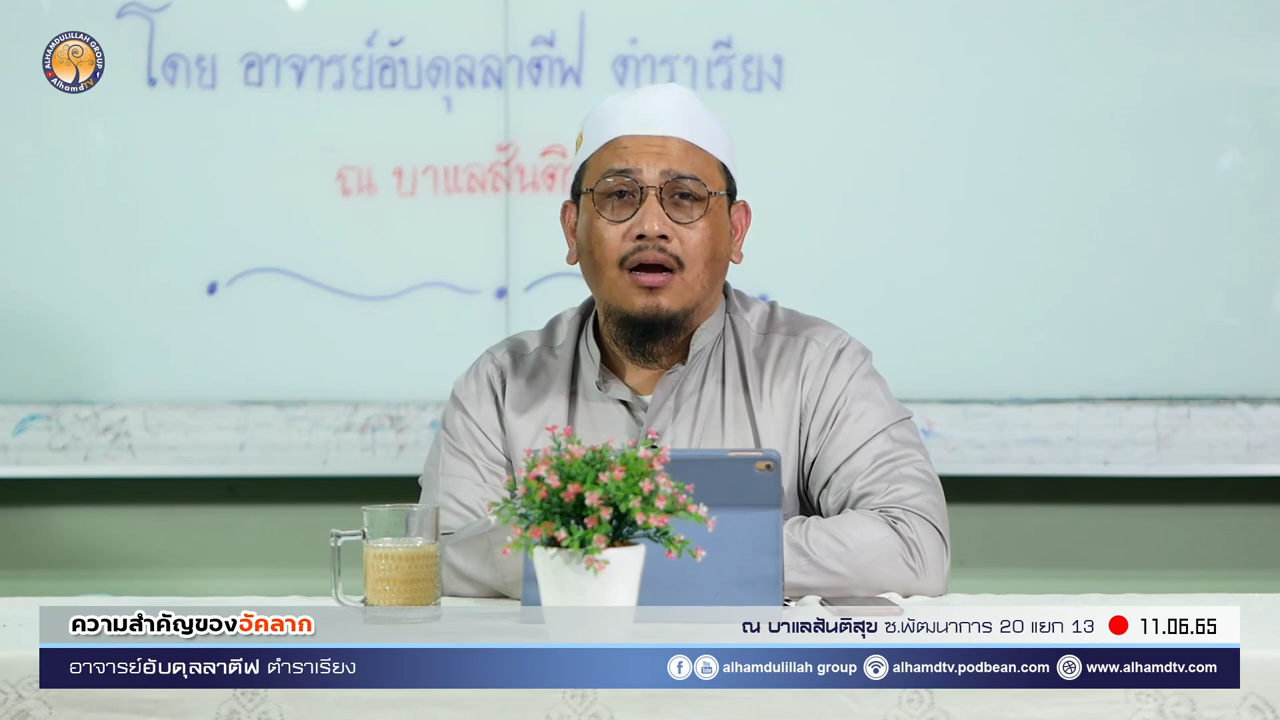 ALHAMDULILLAH GROUP
AlhamdTV
โดย อาจารย์อับดุลลาตีฟ ตำราเรียง
ณ บาแลสันติ
ความสำคัญของอัคลาก
ณ บาแลสันติสุข ซ.พัฒนาการ 20 แยก 13 11.06.65
อาจารย์อับดุลลาตีฟ ตำราเรียง
alhamdulillah group alhamdtv.podbean.com www.alhamdtv.com